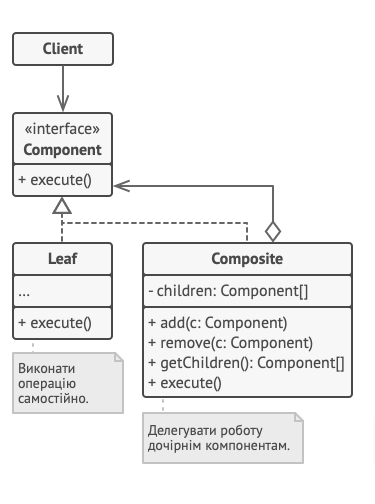 Client
«interface»
Component
+ execute()
Leaf
...
+ execute()
Виконати
операцію
самостійно.
Composite
- children: Component[]
+ add(c: Component)
+ remove(c: Component)
+ getChildren(): Component[]
+ execute()
Делегувати роботу
дочірнім компонентам.